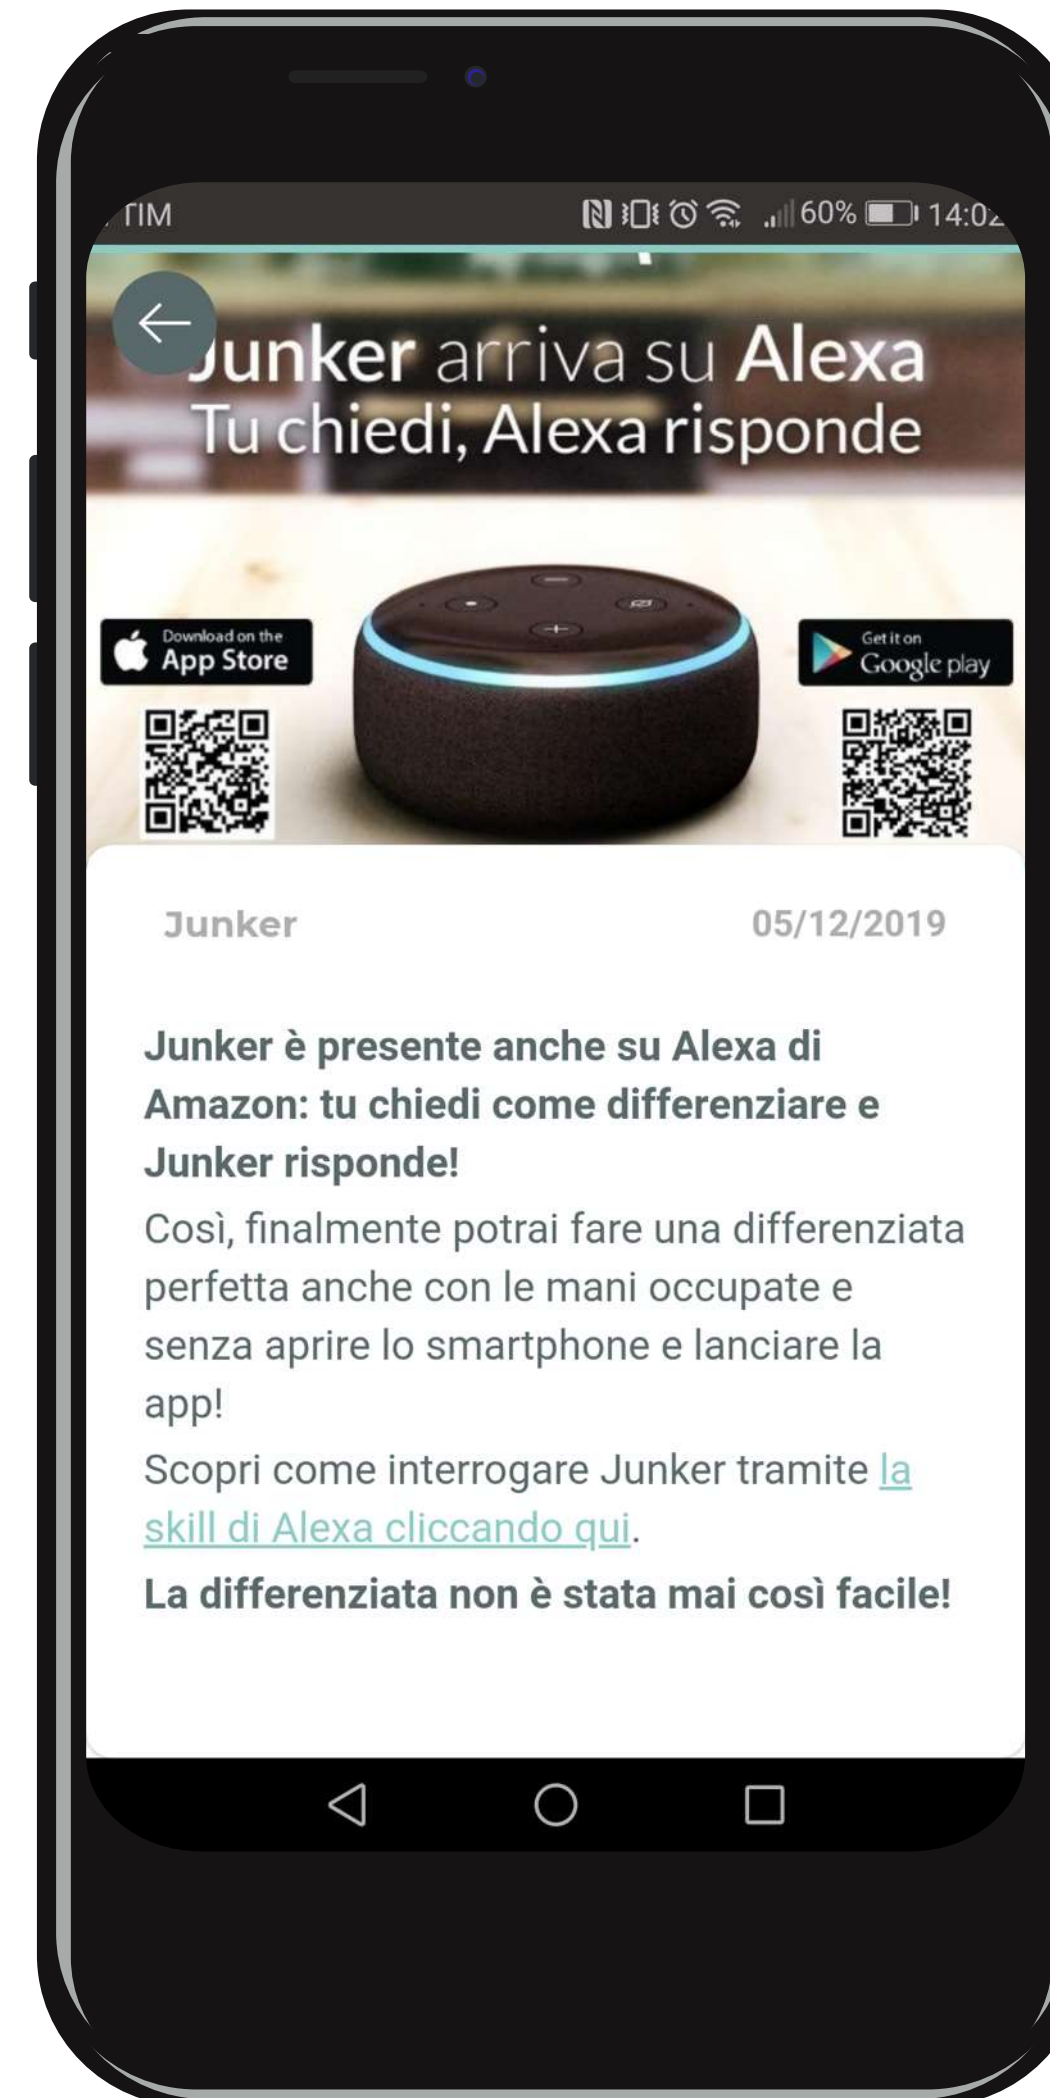 TIM
60%
14:02
Junker arriva su Alexa
Tu chiedi, Alexa risponde
Download on the
App Store
Get it on
Google play
Junker
05/12/2019
Junker è presente anche su Alexa di
Amazon: tu chiedi come differenziare e
Junker risponde!
Così, finalmente potrai fare una differenziata
perfetta anche con le mani occupate e
senza aprire lo smartphone e lanciare la
app!
Scopri come interrogare Junker tramite la
skill di Alexa cliccando qui.
La differenziata non è stata mai così facile!